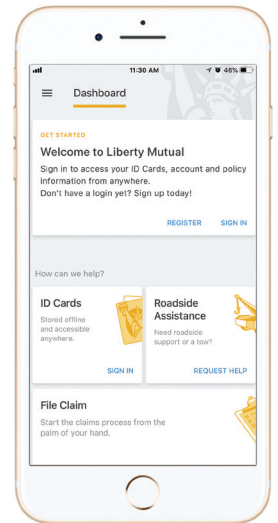 11:30 AM
46%
Dashboard
GET STARTED
Welcome to Liberty Mutual
Sign in to access your ID Cards, account and policy
information from anywhere.
Don't have a login yet? Sign up today!
REGISTER SIGN IN
How can we help?
ID Cards
Stored offline
and accessible
anywhere.
SIGN IN
Roadside
Assistance
Need roadside
support or a tow?
REQUEST HELP
File Claim
Start the claims process from the
palm of your hand.